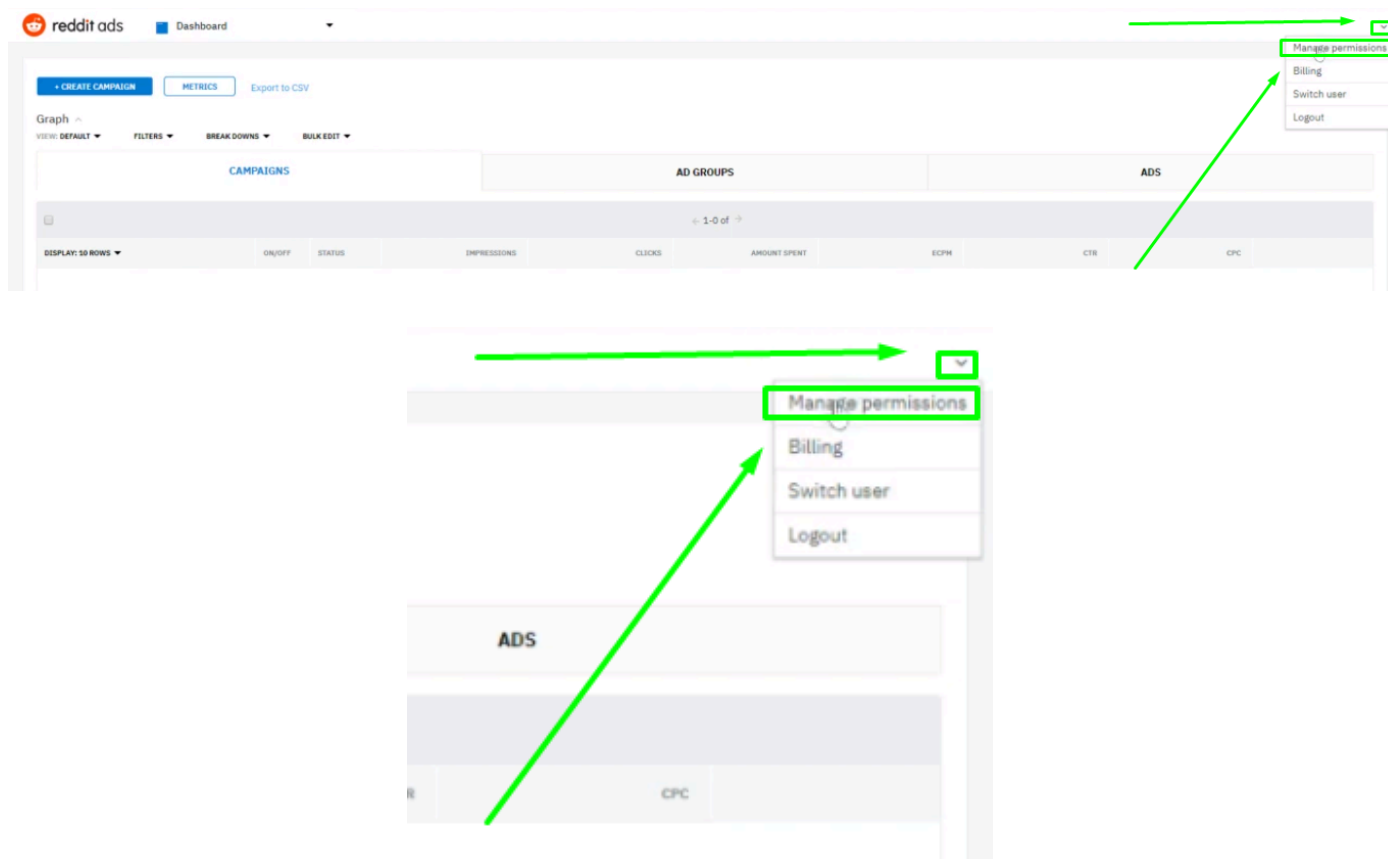 reddit ads Dashboard
Manage permissions
+ CREATE CAMPAIGN METRICS Export to CSV
Billing
Switch user
Graph
Logout
VIEW: DEFAULT FILTERS BREAK DOWNS BULK EDIT
CAMPAIGNS AD GROUPS ADS
1-0 of
DISPLAY: 10 ROWS ON/OFF STATUS IMPRESSIONS CLICKS AMOUNT SPENT ECPM CTR CPC
Manage permissions
Billing
Switch user
Logout
ADS
R CPC